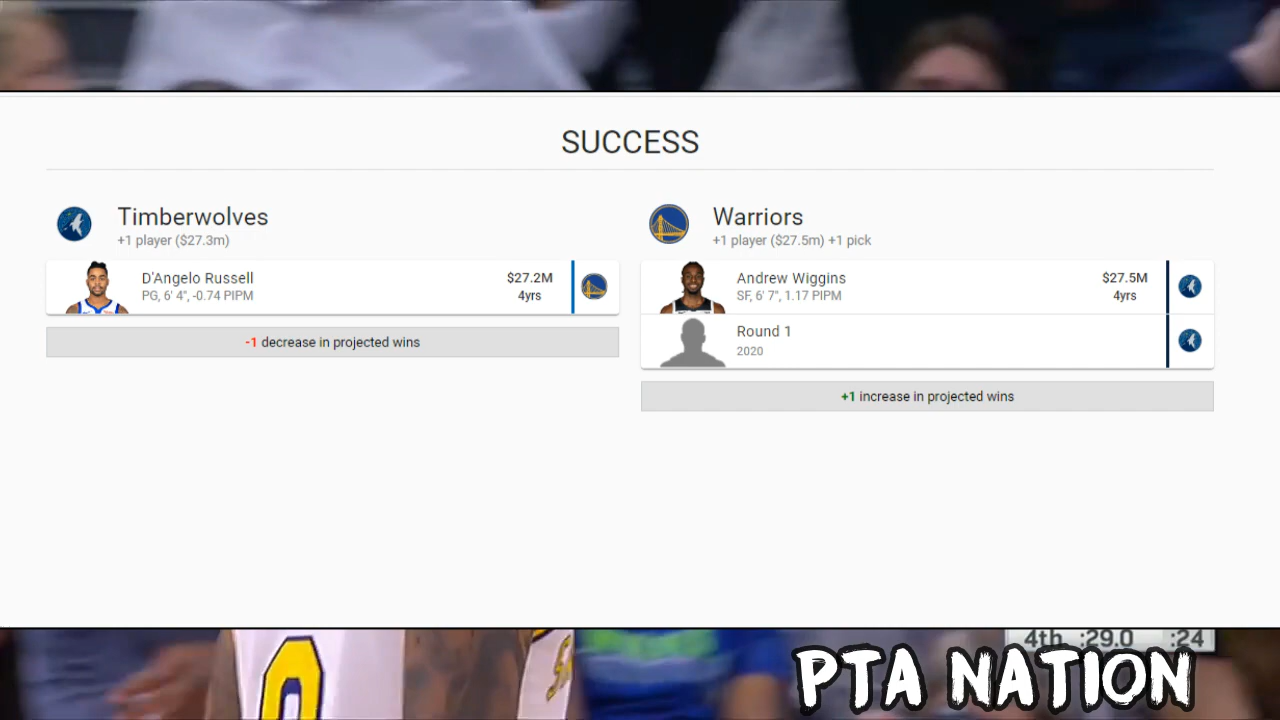 SUCCESS
Timberwolves
+1 player ($27.3m)
D'Angelo Russell
$27.2M
PG, 6' 4", -0.74 PIPM
4yrs
-1 decrease in projected wins
Warriors
+1 player ($27.5m) +1 pick
Andrew Wiggins
$27.5M
SF, 6' 7", 1.17 PIPM
4yrs
Round 1
2020
+1 increase in projected wins
4th :29.0 :24
PTA NATION
0